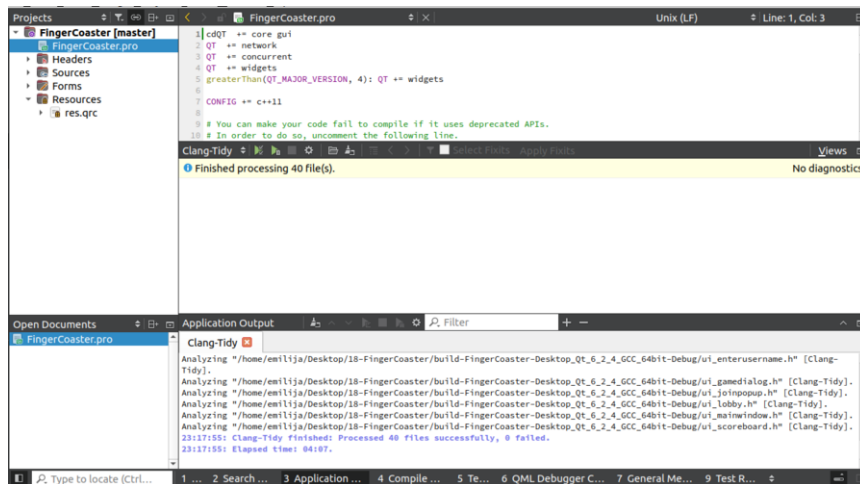 Projects
FingerCoaster.pro
Unix (LF)
Line: 1, Col: 3
FingerCoaster [master]
FingerCoaster.pro
Headers
Sources
Forms
Resources
res.qrc
1 cdQT += core gui
2 QT += network
3 QT += concurrent
4 QT += widgets
5 greaterThan(QT_MAJOR_VERSION, 4): QT += widgets
6
7 CONFIG += c++11
8
9 # You can make your code fail to compile if it uses deprecated APIs.
10 # In order to do so, uncomment the following line.
Clang-Tidy
Select Fixits
Apply Fixits
Views
Finished processing 40 file(s).
No diagnostics
Open Documents
FingerCoaster.pro
Application Output
Filter
Clang-Tidy
Analyzing "/home/emilija/Desktop/18-FingerCoaster/build-FingerCoaster-Desktop_Qt_6_2_4_GCC_64bit-Debug/ui_enterusername.h" [Clang-
Tidy].
Analyzing "/home/emilija/Desktop/18-FingerCoaster/build-FingerCoaster-Desktop_Qt_6_2_4_GCC_64bit-Debug/ui_gamedialog.h" [Clang-Tidy].
Analyzing "/home/emilija/Desktop/18-FingerCoaster/build-FingerCoaster-Desktop_Qt_6_2_4_GCC_64bit-Debug/ui_joinpopup.h" [Clang-Tidy].
Analyzing "/home/emilija/Desktop/18-FingerCoaster/build-FingerCoaster-Desktop_Qt_6_2_4_GCC_64bit-Debug/ui_lobby.h" [Clang-Tidy].
Analyzing "/home/emilija/Desktop/18-FingerCoaster/build-FingerCoaster-Desktop_Qt_6_2_4_GCC_64bit-Debug/ui_mainwindow.h" [Clang-Tidy].
Analyzing "/home/emilija/Desktop/18-FingerCoaster/build-FingerCoaster-Desktop_Qt_6_2_4_GCC_64bit-Debug/ui_scoreboard.h" [Clang-Tidy].
23:17:55: Clang-Tidy finished: Processed 40 files successfully, 0 failed.
23:17:55: Elapsed time: 04:07.
Type to locate (Ctrl...
1 ...
2 Search ...
3 Application ...
4 Compile ...
5 Te...
6 QML Debugger C...
7 General Me...
9 Test R...